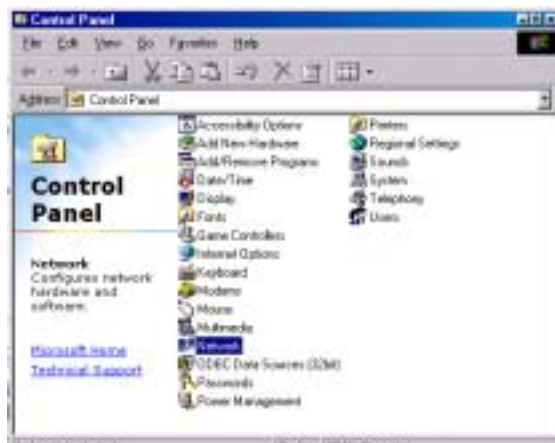 Control Panel
File Edit View Go Favorites Help
Address Control Panel
Control
Panel
Network
Configures network
hardware and
software.
Microsoft Home
Technical Support
Accessibility Options
Add New Hardware
Add/Remove Programs
Date/Time
Display
Fonts
Game Controllers
Internet Options
Keyboard
Modems
Mouse
Multimedia
Network
ODBC Data Sources (32bit)
Passwords
Power Management
Printers
Regional Settings
Sounds
System
Telephony
Users